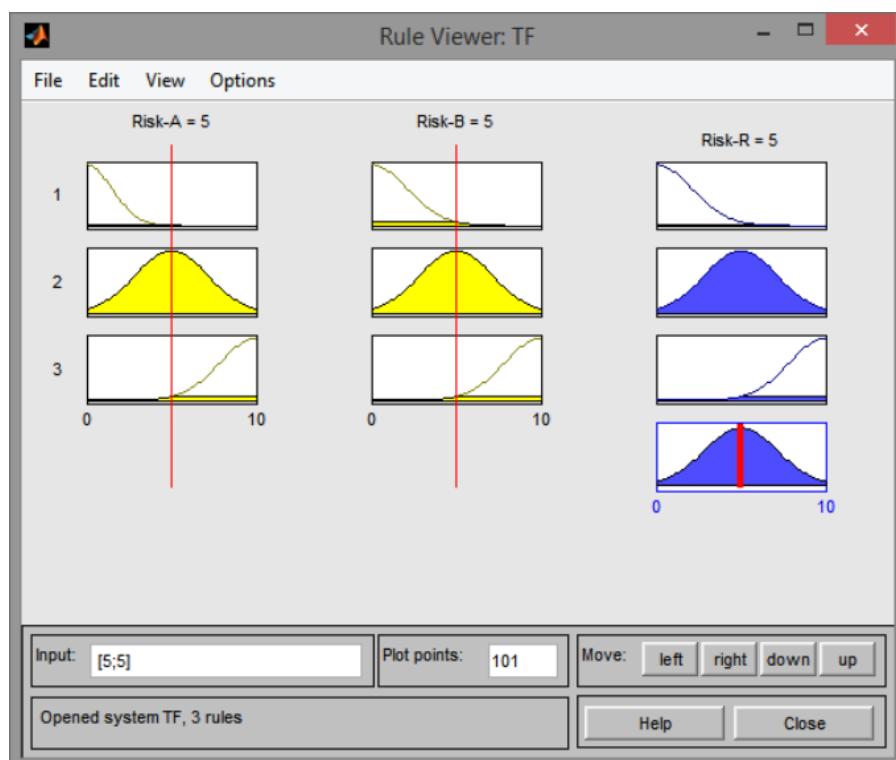 Rule Viewer: TF
File Edit View Options
Risk-A = 5 Risk-B = 5 Risk-R = 5
1
2
3
0 10 0 10
0 10
Input: [5;5] Plot points: 101 Move: left right down up
Opened system TF, 3 rules Help Close